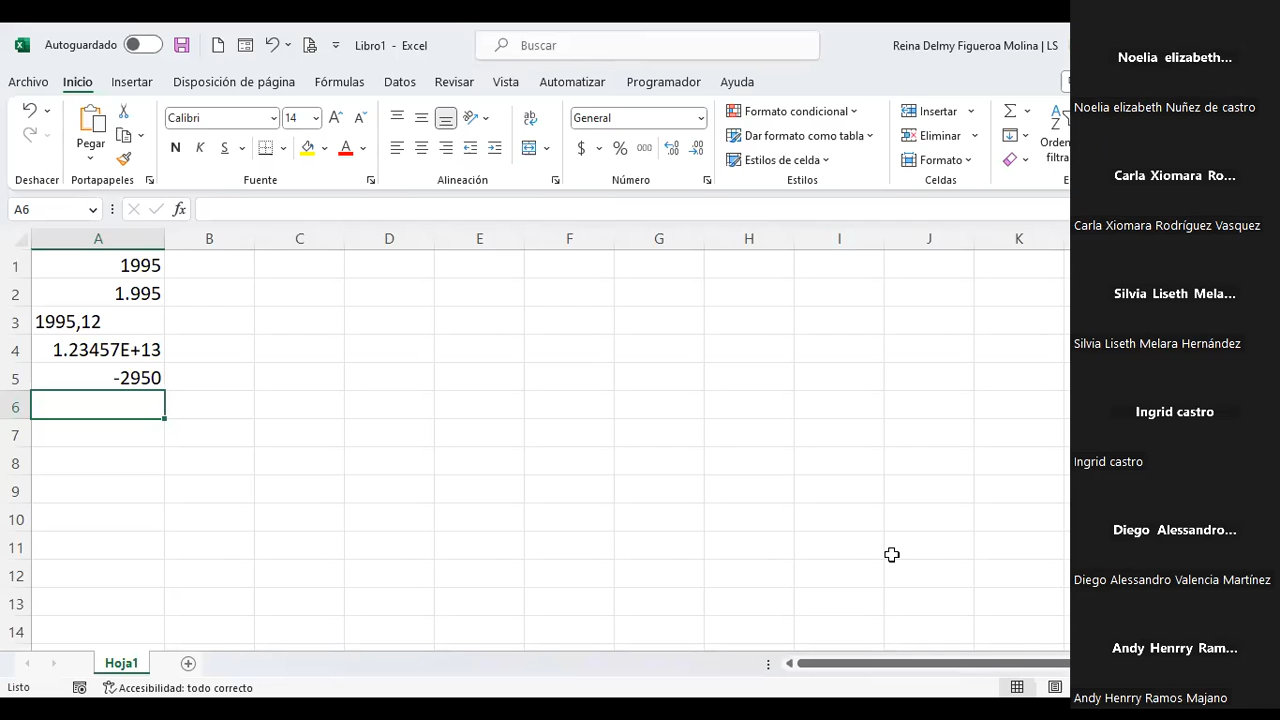 Autoguardado
Libro1 - Excel
Buscar
Reina Delmy Figueroa Molina | LS
Archivo Inicio Insertar Disposición de página Fórmulas Datos Revisar Vista Automatizar Programador Ayuda
Pegar
Calibri 14
N K S
General
$ % 000
Formato condicional
Dar formato como tabla
Estilos de celda
Insertar
Eliminar
Formato
Orden
filtra
Deshacer Portapapeles Fuente Alineación Número Estilos Celdas
A6
fx
A B C D E F G H I J K
1 1995
2 1.995
3 1995,12
4 1.23457E+13
5 -2950
6
7
8
9
10
11
12
13
14
Hoja1
Listo
Accesibilidad: todo correcto
Noelia elizabeth...
Noelia elizabeth Nuñez de castro
Carla Xiomara Ro...
Carla Xiomara Rodríguez Vasquez
Silvia Liseth Mela...
Silvia Liseth Melara Hernández
Ingrid castro
Ingrid castro
Diego Alessandro...
Diego Alessandro Valencia Martínez
Andy Henrry Ram...
Andy Henrry Ramos Majano